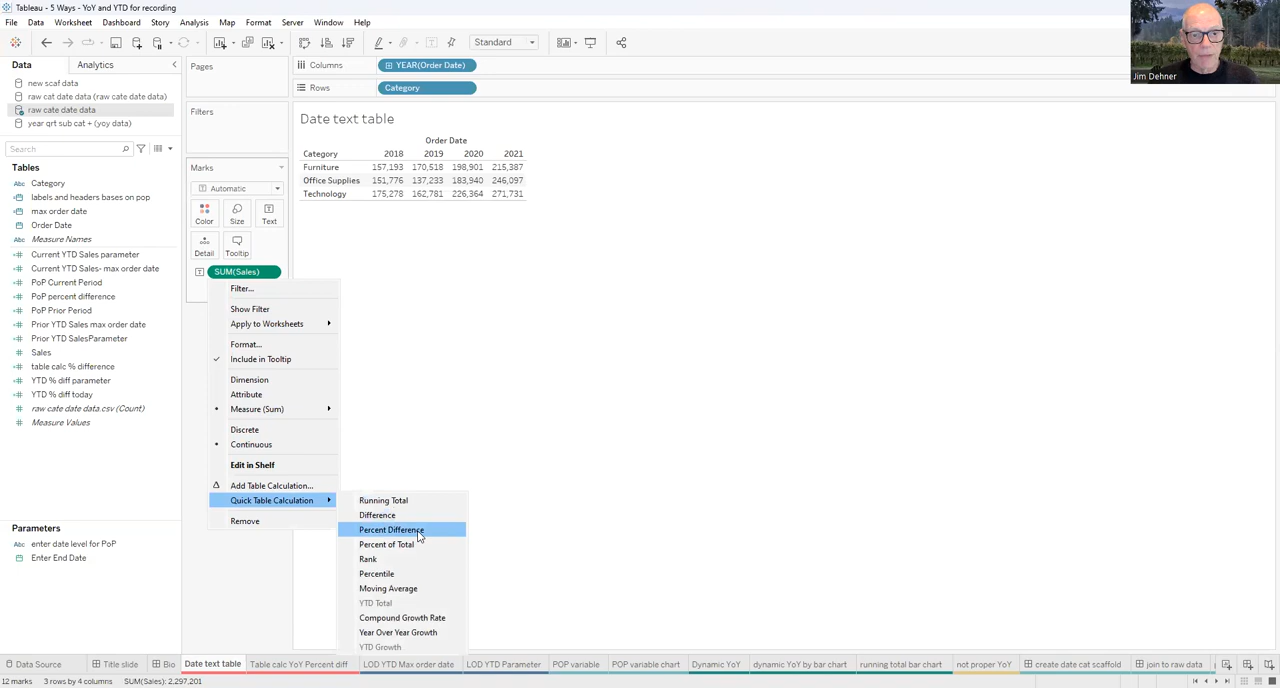 Tableau - 5 Ways - YoY and YTD for recording
File Data Worksheet Dashboard Story Analysis Map Format Server Window Help
Standard
Jim Dehner
Data Analytics
new scaf data
raw cat date data (raw cate date data)
raw cate date data
year qrt sub cat + (yoy data)
Search
Tables
Abc Category
labels and headers bases on pop
max order date
Order Date
Abc Measure Names
Current YTD Sales parameter
Current YTD Sales- max order date
PoP Current Period
PoP percent difference
PoP Prior Period
Prior YTD Sales max order date
Prior YTD SalesParameter
Sales
table calc % difference
YTD % diff parameter
YTD % diff today
raw cate date data.csv (Count)
Measure Values
Parameters
Abc enter date level for PoP
Enter End Date
Pages
Filters
Marks
Automatic
Color Size Text
Detail Tooltip
SUM(Sales)
Filter...
Show Filter
Apply to Worksheets
Format...
Include in Tooltip
Dimension
Attribute
Measure (Sum)
Discrete
Continuous
Edit in Shelf
Add Table Calculation...
Quick Table Calculation
Remove
Running Total
Difference
Percent Difference
Percent of Total
Rank
Percentile
Moving Average
YTD Total
Compound Growth Rate
Year Over Year Growth
YTD Growth
Columns YEAR(Order Date)
Rows Category
Date text table
Order Date
Category 2018 2019 2020 2021
Furniture 157,193 170,518 198,901 215,387
Office Supplies 151,776 137,233 183,940 246,097
Technology 175,278 162,781 226,364 271,731
Data Source Title slide Bio Date text table Table calc YoY Percent diff LOD YTD Max order date LOD YTD Parameter POP variable POP variable chart Dynamic YoY dynamic YoY by bar chart running total bar chart not proper YOY create date cat scaffold join to raw data
12 marks 3 rows by 4 columns SUM(Sales): 2,297,201